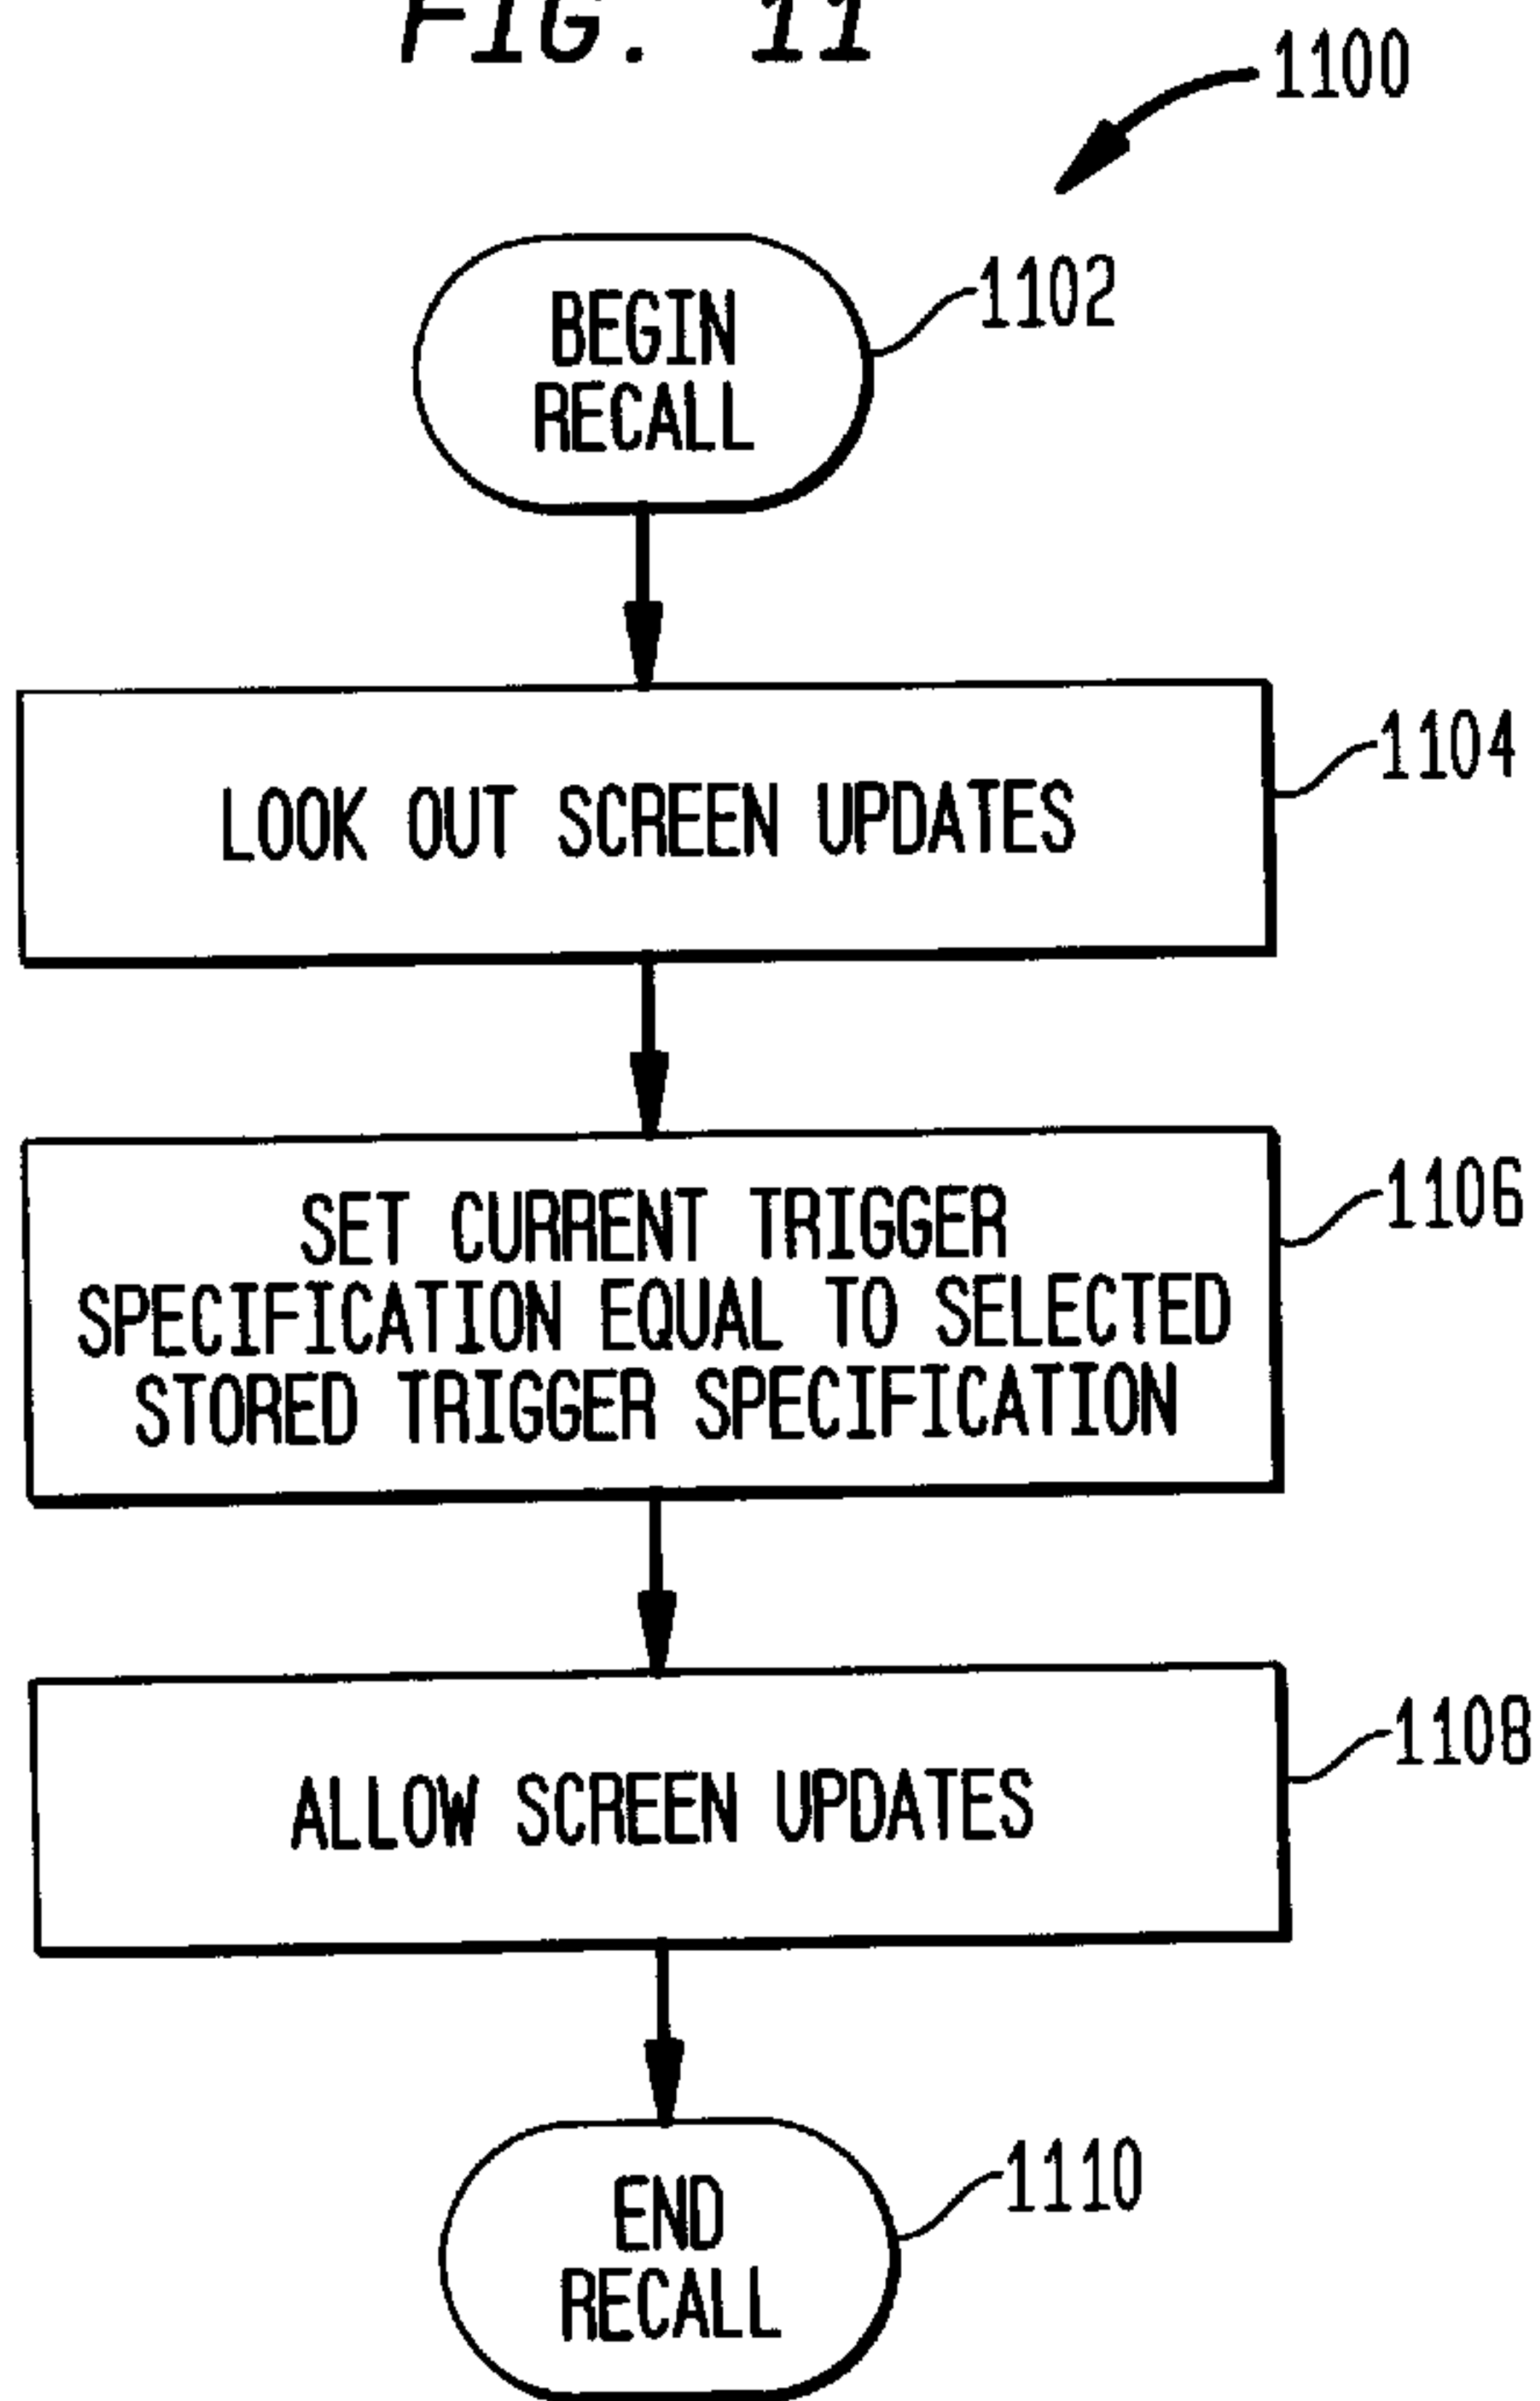 FIG. 11
1100
BEGIN
RECALL
1102
LOOK OUT SCREEN UPDATES
1104
SET CURRENT TRIGGER
SPECIFICATION EQUAL TO SELECTED
STORED TRIGGER SPECIFICATION
1106
ALLOW SCREEN UPDATES
1108
END
RECALL
1110